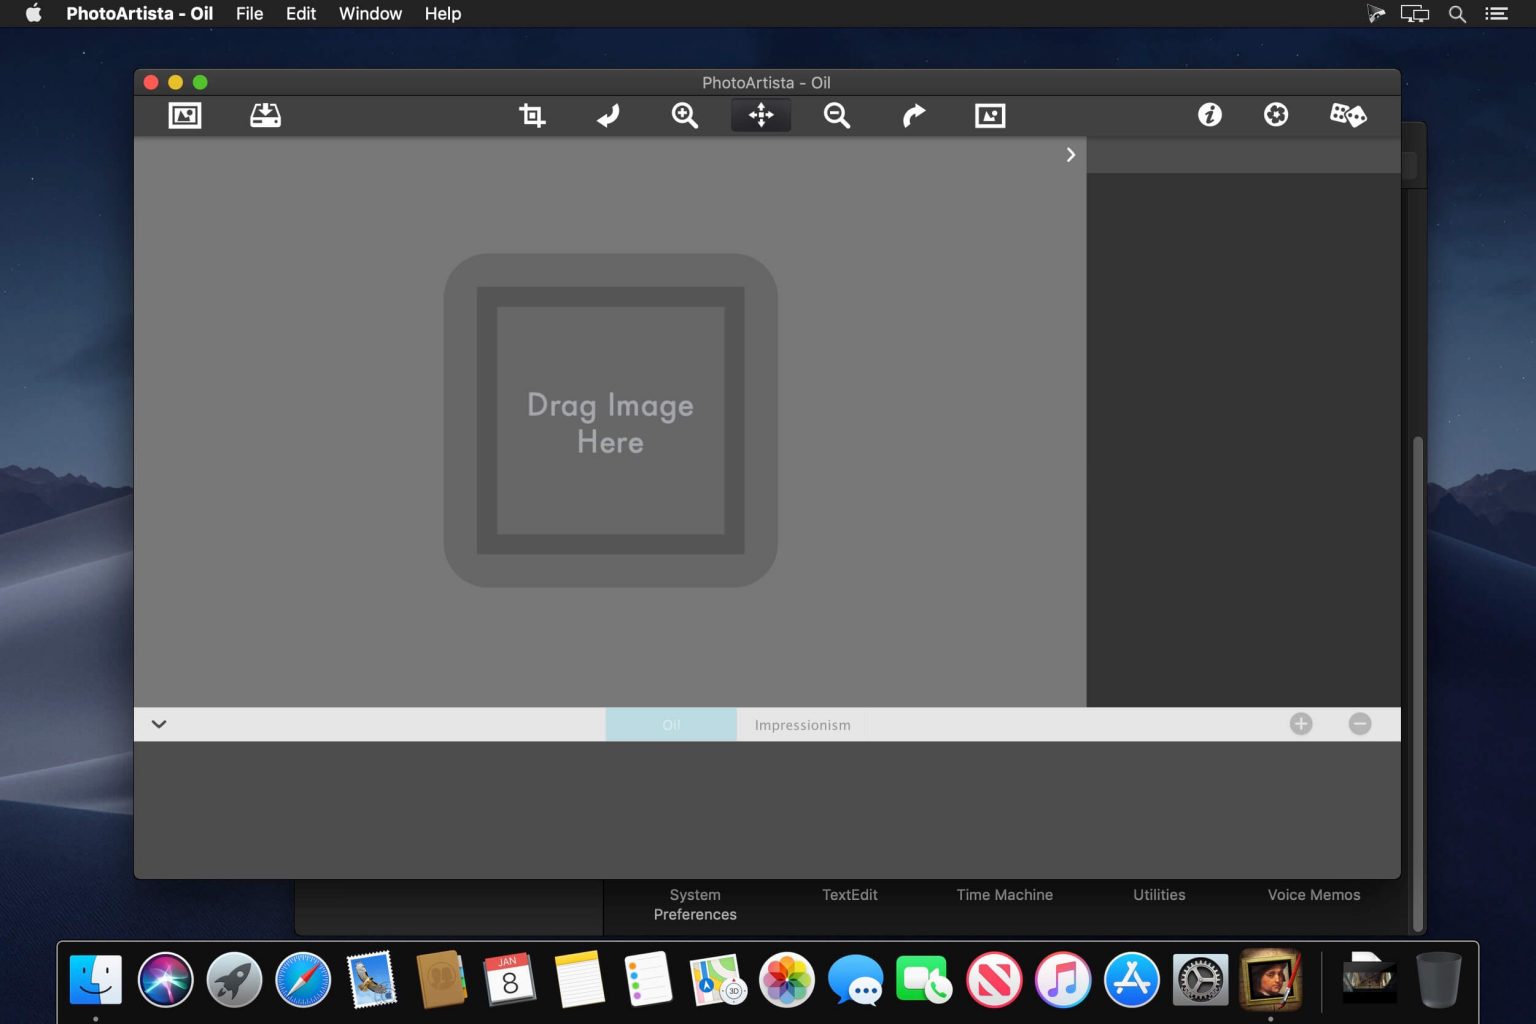 PhotoArtista - Oil File Edit Window Help
PhotoArtista - Oil
Drag Image
Here
Oil Impressionism
System
Preferences
TextEdit
Time Machine
Utilities
Voice Memos
JAN
8
3D